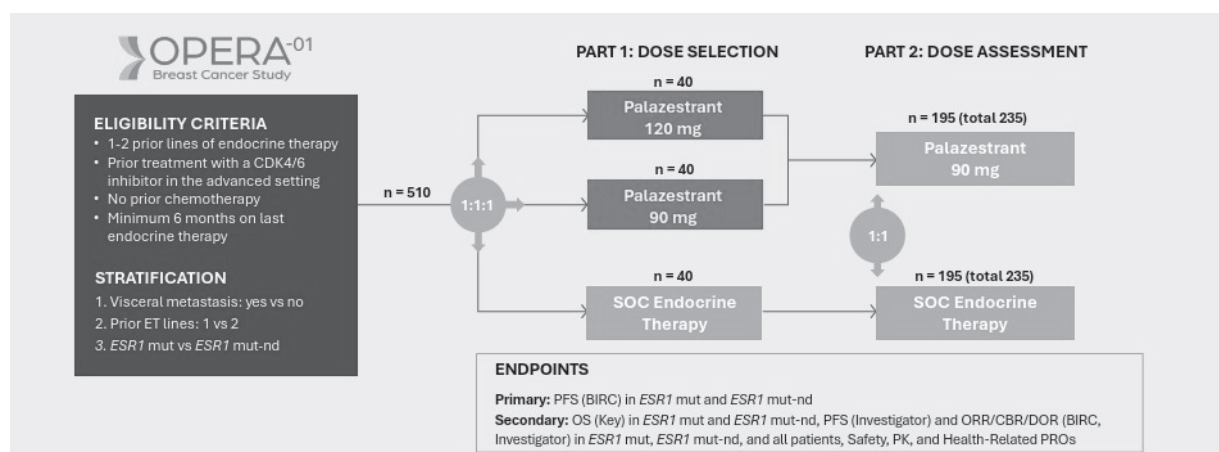 OPERA-01
Breast Cancer Study
ELIGIBILITY CRITERIA
• 1-2 prior lines of endocrine therapy
• Prior treatment with a CDK4/6
inhibitor in the advanced setting
• No prior chemotherapy
• Minimum 6 months on last
endocrine therapy
STRATIFICATION
1. Visceral metastasis: yes vs no
2. Prior ET lines: 1 vs 2
3. ESR1 mut vs ESR1 mut-nd
n = 510
1:1:1
PART 1: DOSE SELECTION
n = 40
Palazestrant
120 mg
n = 40
Palazestrant
90 mg
n = 40
SOC Endocrine
Therapy
PART 2: DOSE ASSESSMENT
n = 195 (total 235)
Palazestrant
90 mg
1:1
n = 195 (total 235)
SOC Endocrine
Therapy
ENDPOINTS
Primary: PFS (BIRC) in ESR1 mut and ESR1 mut-nd
Secondary: OS (Key) in ESR1 mut and ESR1 mut-nd, PFS (Investigator) and ORR/CBR/DOR (BIRC,
Investigator) in ESR1 mut, ESR1 mut-nd, and all patients, Safety, PK, and Health-Related PROs